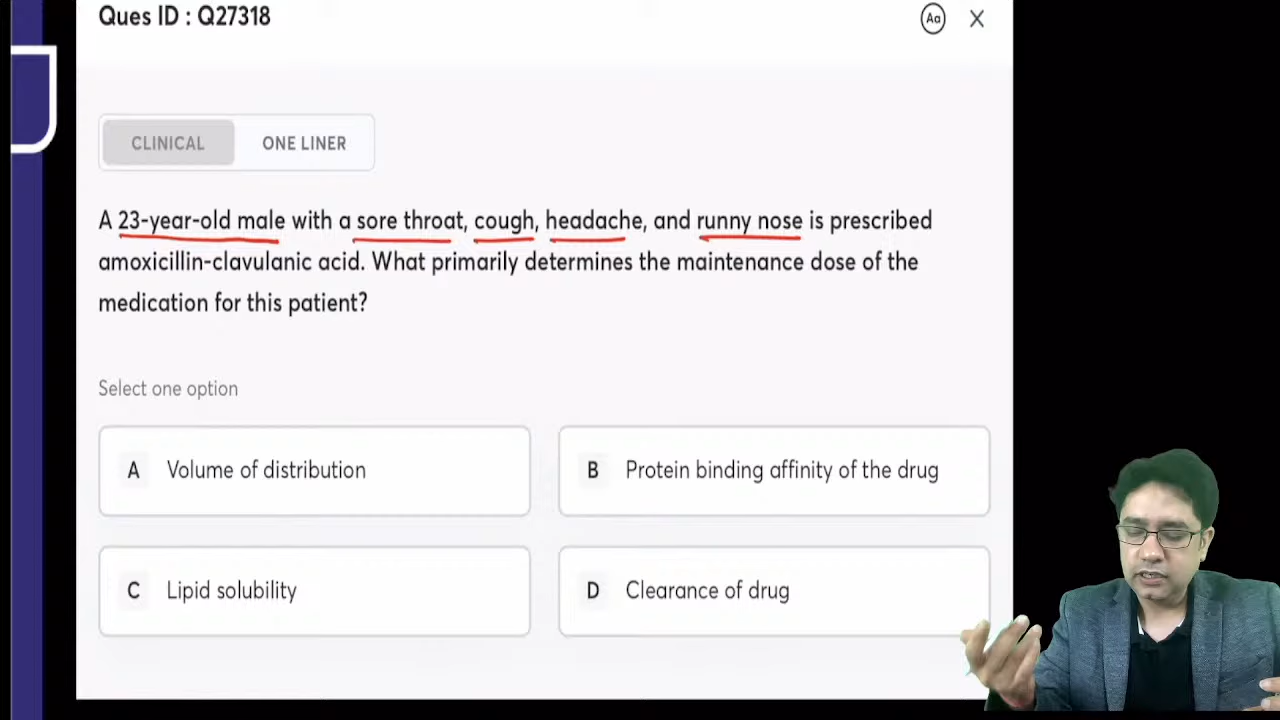 Ques ID : Q27318
Aa
CLINICAL
ONE LINER
A 23-year-old male with a sore throat, cough, headache, and runny nose is prescribed
amoxicillin-clavulanic acid. What primarily determines the maintenance dose of the
medication for this patient?
Select one option
A Volume of distribution
B Protein binding affinity of the drug
C Lipid solubility
D Clearance of drug